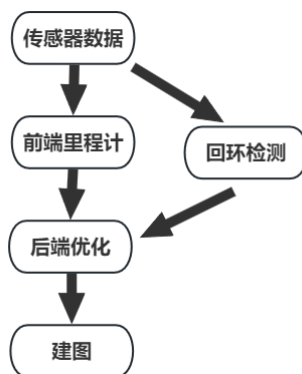 传感器数据
前端里程计
回环检测
后端优化
建图